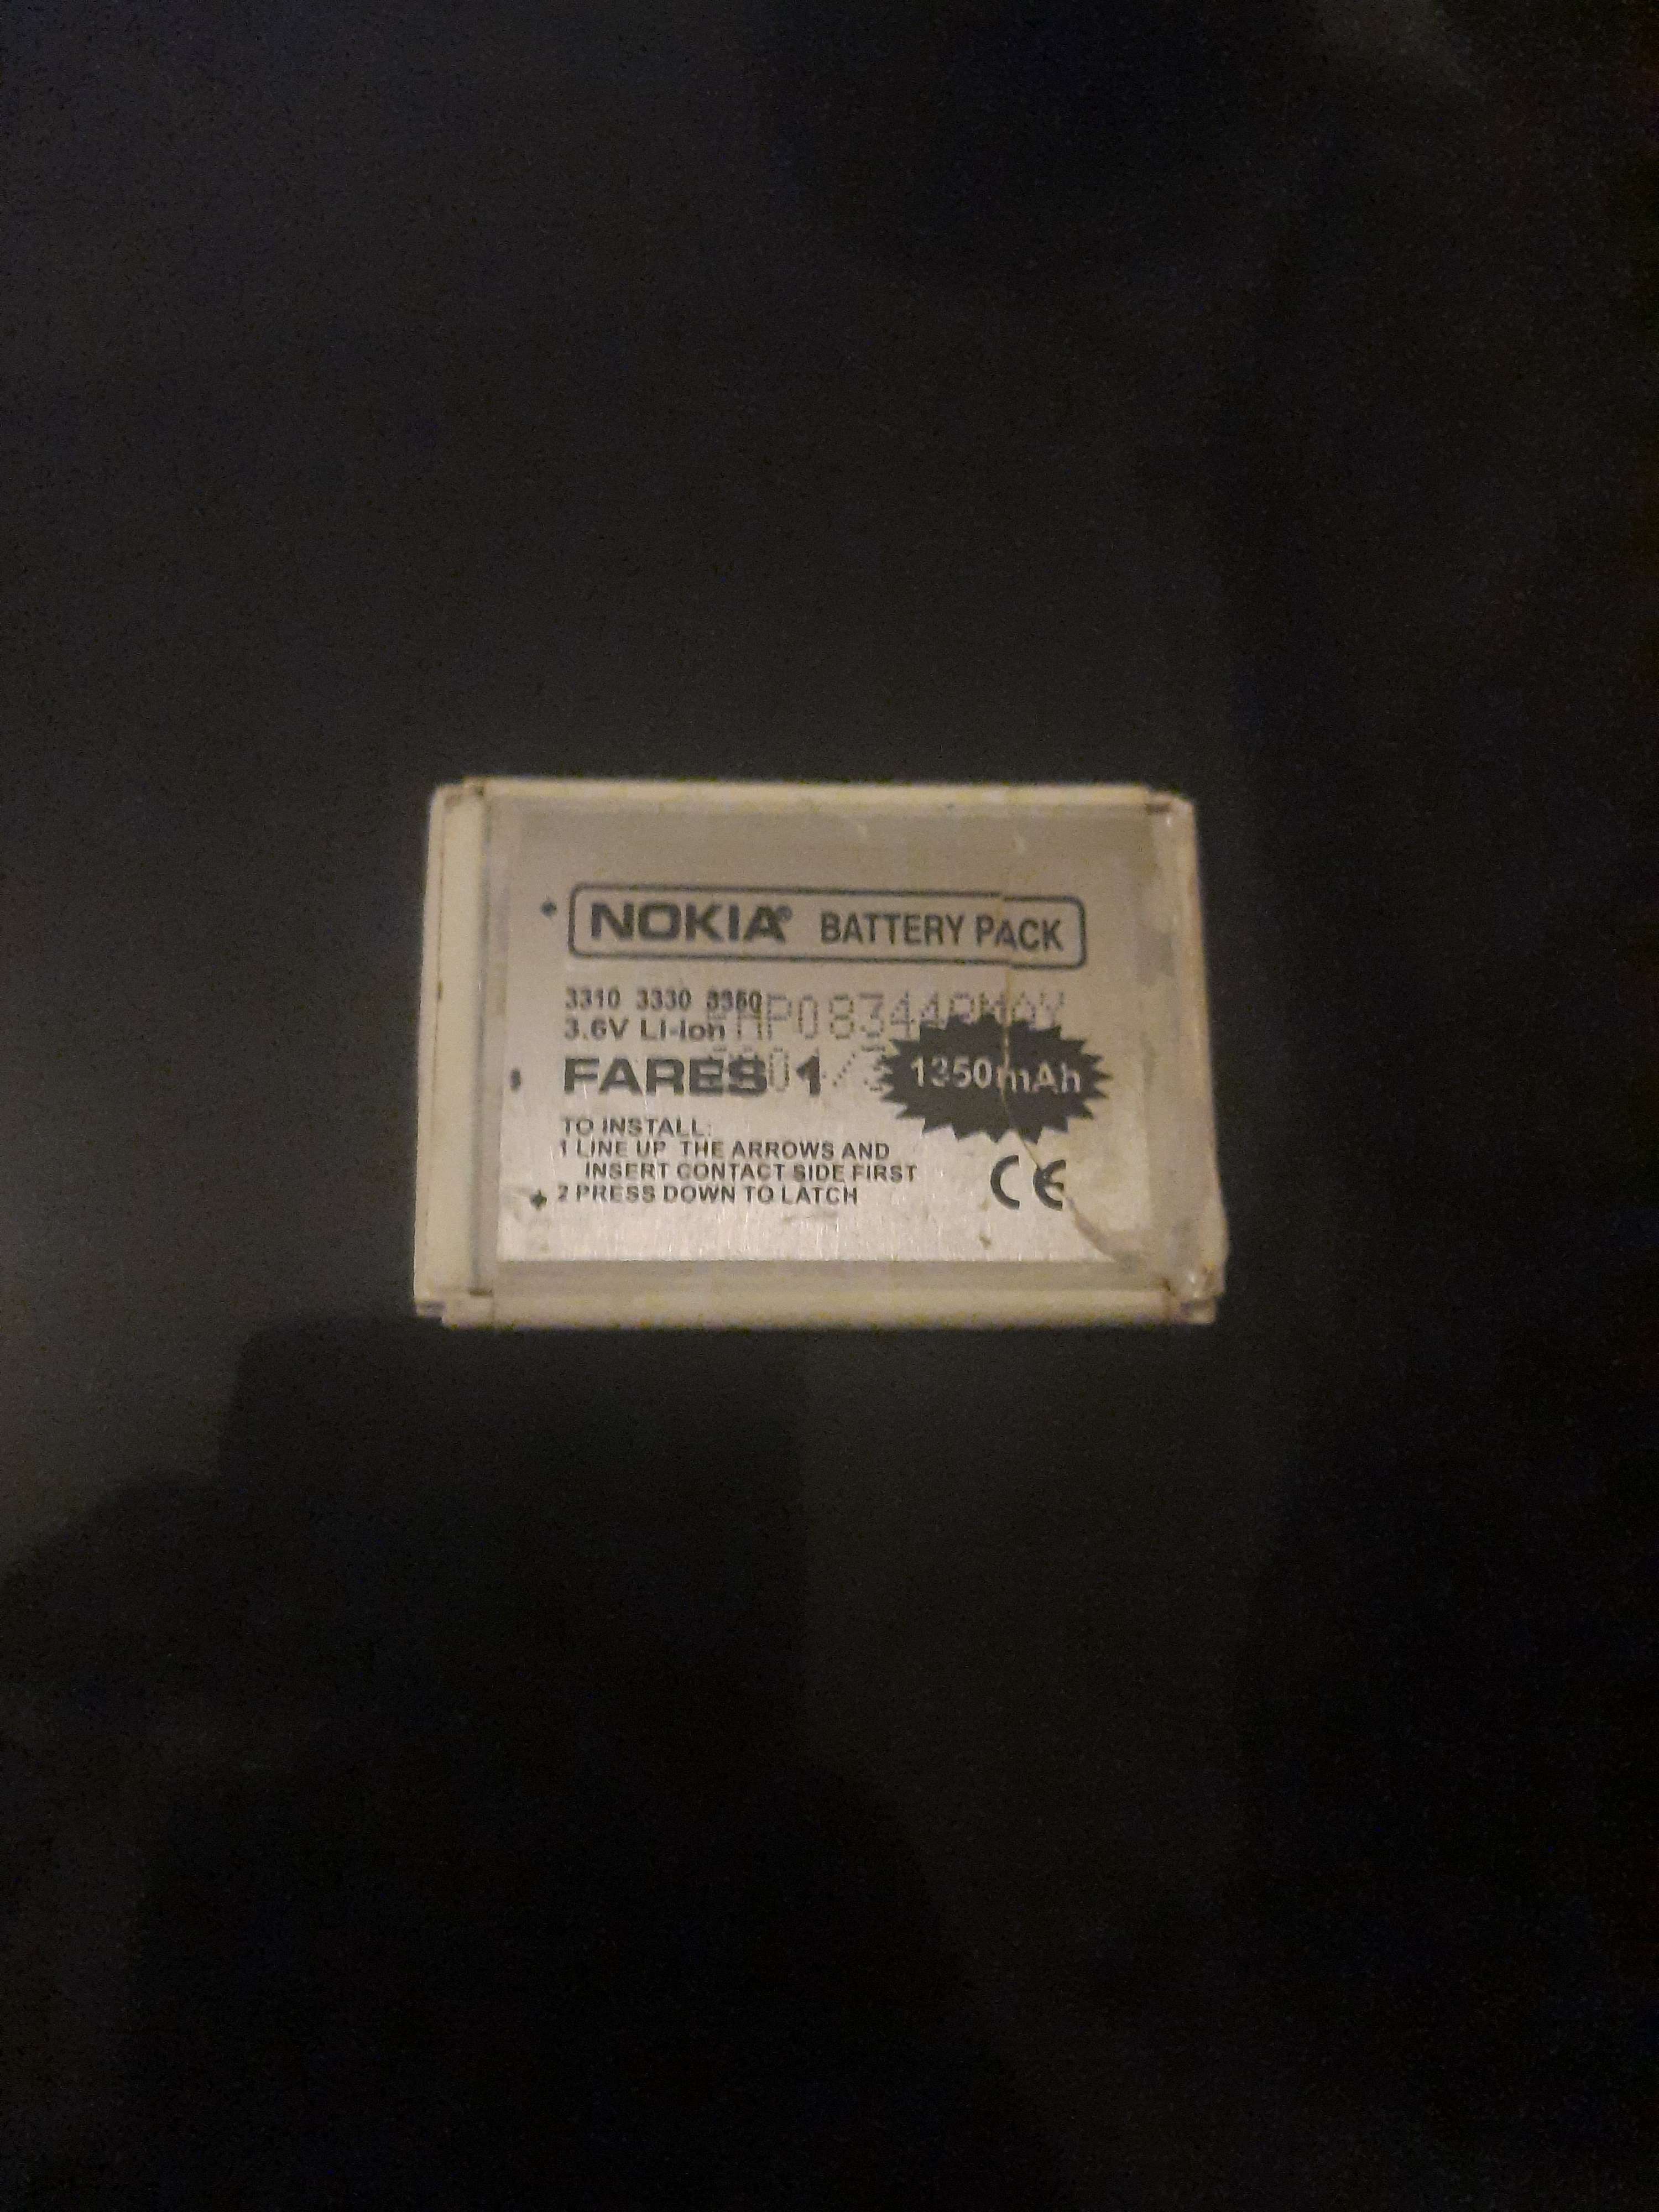 NOKIA® BATTERY PACK
3310 3330 3350
3.6V Li-Ion
FARES 1
1350mAh
TO INSTALL:
1 LINE UP THE ARROWS AND
INSERT CONTACT SIDE FIRST
2 PRESS DOWN TO LATCH
CE